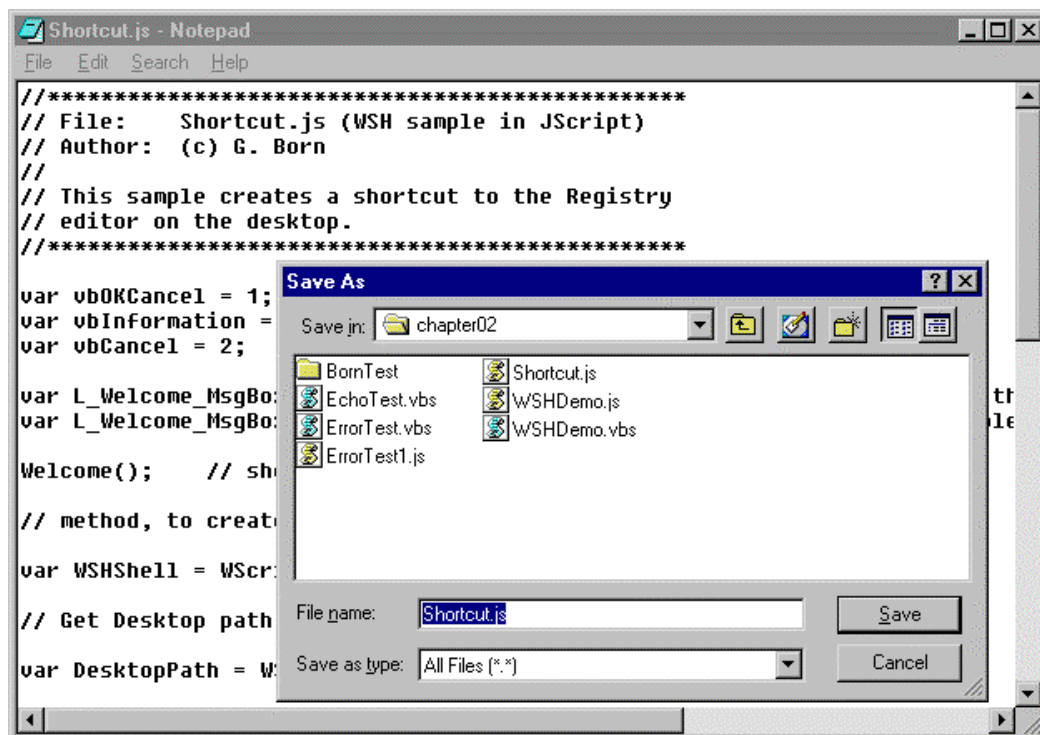 Shortcut.js - Notepad
File Edit Search Help
//************************************************
// File:    Shortcut.js (WSH sample in JScript)
// Author:  (c) G. Born
//
// This sample creates a shortcut to the Registry
// editor on the desktop.
//************************************************
var vbOKCancel = 1;
var vbInformation =
var vbCancel = 2;
var L_Welcome_MsgBo
var L_Welcome_MsgBo
Welcome();    // sh
// method, to creat
var WSHShell = WScr
// Get Desktop path
var DesktopPath = W
th
le
Save As
Save in: chapter02
BornTest
EchoTest.vbs
ErrorTest.vbs
ErrorTest1.js
Shortcut.js
WSHDemo.js
WSHDemo.vbs
File name: Shortcut.js Save
Save as type: All Files (*.*) Cancel